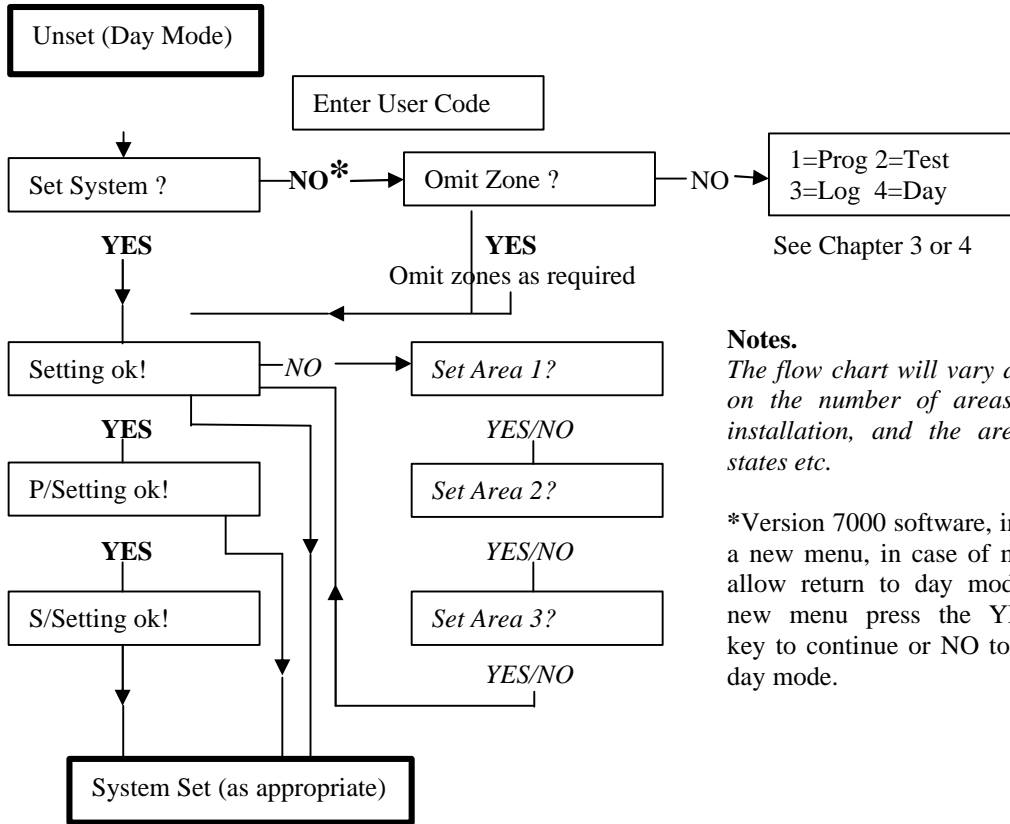 Unset (Day Mode)
Enter User Code
Set System ?
NO*
Omit Zone ?
NO
1=Prog 2=Test
3=Log 4=Day
YES
YES
See Chapter 3 or 4
Omit zones as required
Setting ok!
NO
Set Area 1?
YES
YES/NO
P/Setting ok!
Set Area 2?
YES
YES/NO
S/Setting ok!
Set Area 3?
YES/NO
System Set (as appropriate)
Notes.
The flow chart will vary
on the number of areas
installation, and the
states etc.
*Version 7000 software,
a new menu, in case of
allow return to day
new menu press the
key to continue or NO to
day mode.